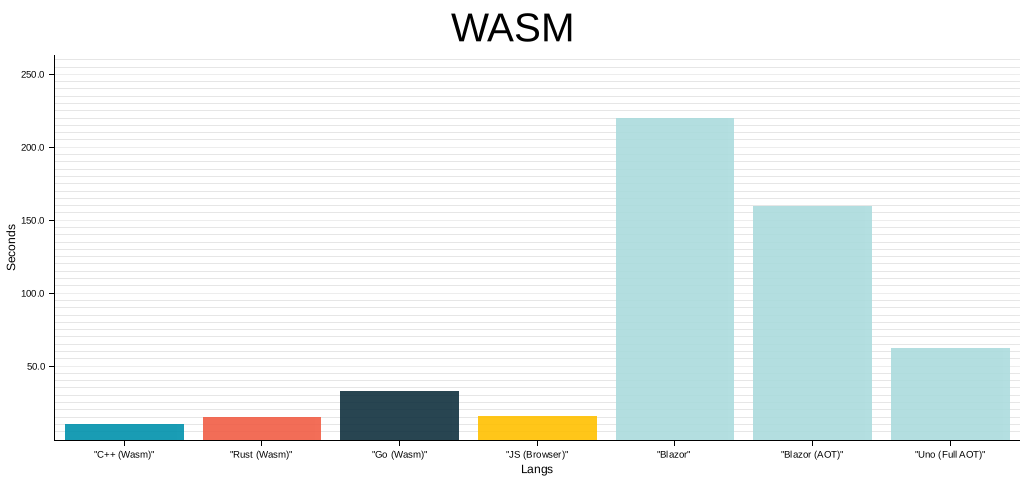 WASM
250.0
200.0
150.0
100.0
50.0
Seconds
"C++ (Wasm)" "Rust (Wasm)" "Go (Wasm)" "JS (Browser)" "Blazor" "Blazor (AOT)" "Uno (Full AOT)"
Langs